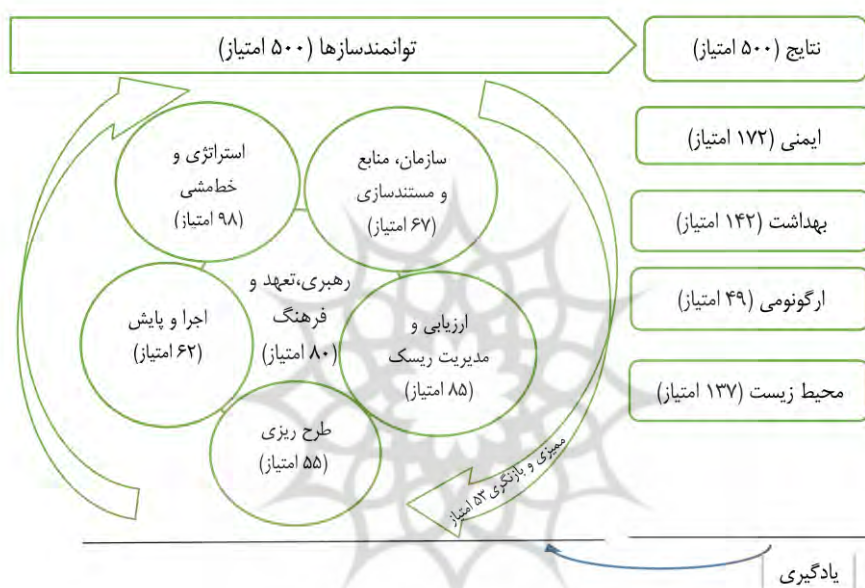 توانمندسازها (۵۰۰ امتیاز)
نتایج (۵۰۰ امتیاز)
ایمنی (۱۷۲ امتیاز)
بهداشت (۱۴۲ امتیاز)
ارگونومی (۴۹ امتیاز)
محیط زیست (۱۳۷ امتیاز)
سازمان، منابع
و مستندسازی
(۶۷ امتیاز)
استراتژی و
خط‌مشی
(۹۸ امتیاز)
رهبری،تعهد و
فرهنگ
(۸۰ امتیاز)
ارزیابی و
مدیریت ریسک
(۸۵ امتیاز)
اجرا و پایش
(۶۲ امتیاز)
طرح ریزی
(۵۵ امتیاز)
ممیزی و بازنگری ۵۳ امتیاز
یادگیری